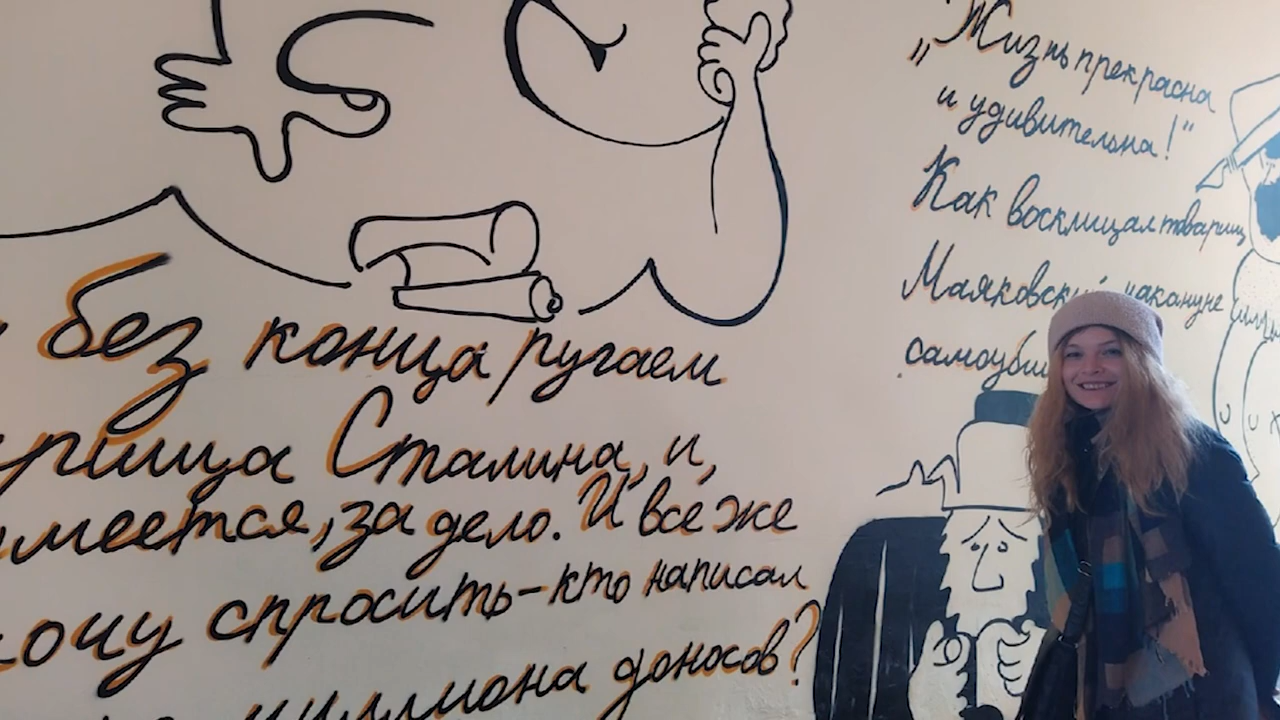 без конца ругаем
Сталина, и,
за дело. И все же
спросить-кто написал
доносов?
„Жизнь прекрасна
и удивительна!"
Как восклицал товарищ
Маяковский накануне